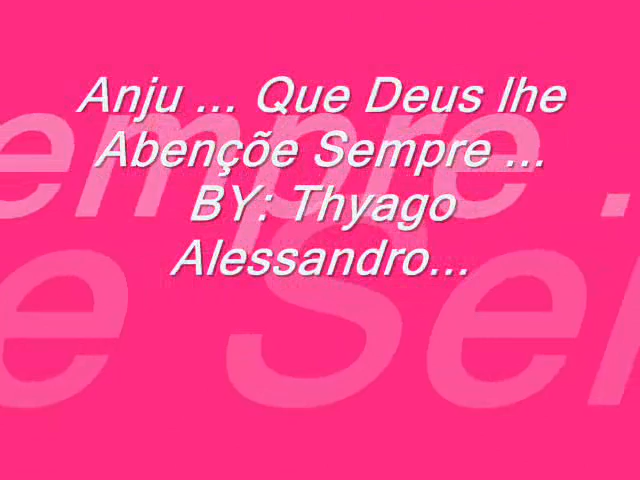 Anju ... Que Deus lhe
Abençõe Sempre ...
BY: Thyago
Alessandro...